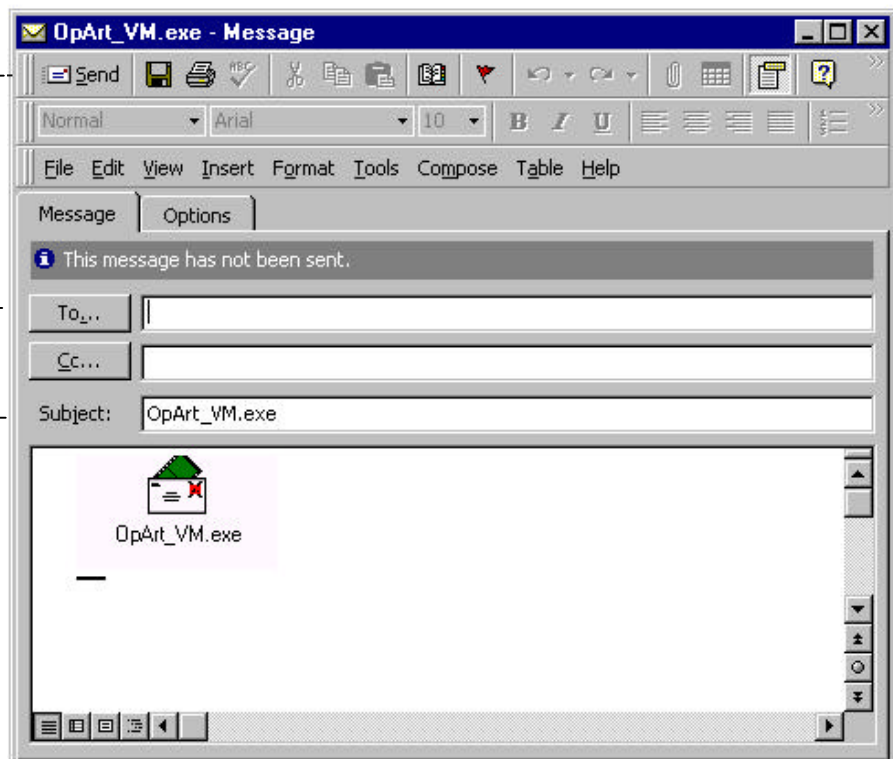 OpArt_VM.exe - Message
Send ABC
Normal Arial 10 B I U
File Edit View Insert Format Tools Compose Table Help
Message Options
This message has not been sent.
To...
Cc...
Subject: OpArt_VM.exe
OpArt_VM.exe